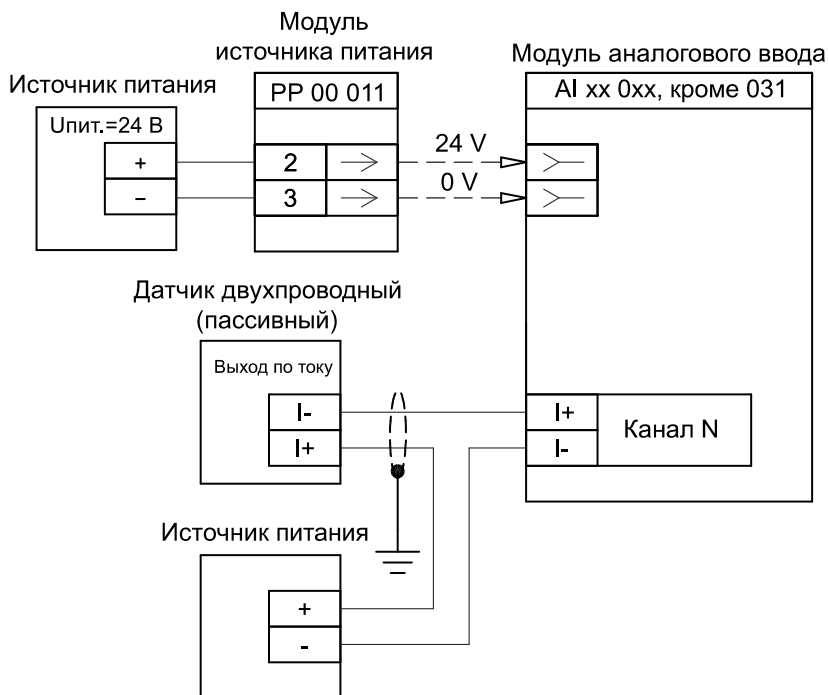 Модуль
источника питания
Модуль аналогового ввода
Источник питания
PP 00 011
AI xx 0xx, кроме 031
Uпит.=24 В
+
2
24 V
–
3
0 V
Датчик двухпроводный
(пассивный)
Выход по току
I-
I+
I+
I-
Канал N
Источник питания
+
-